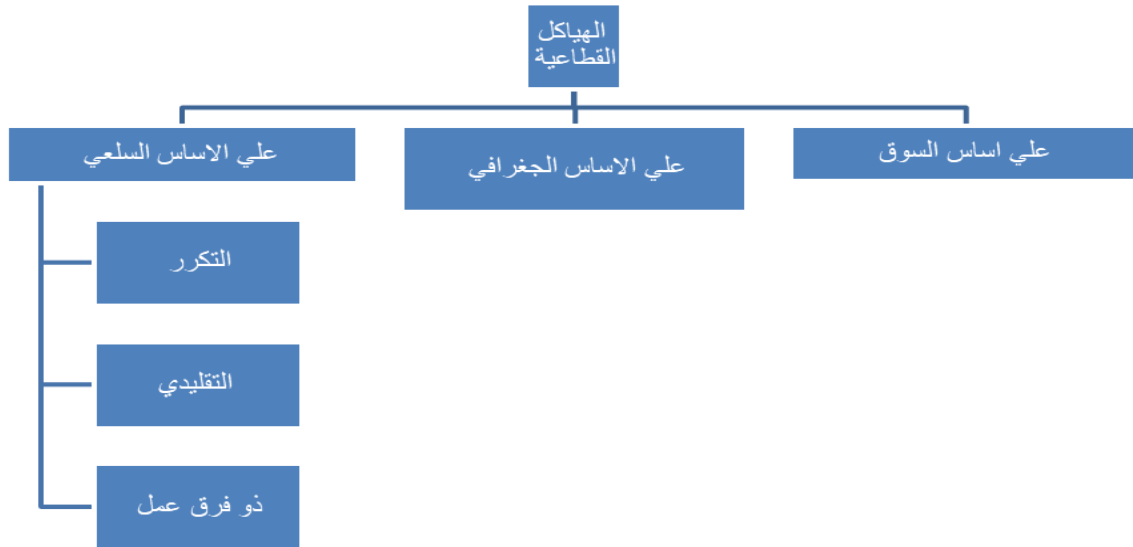 الهياكل
القطاعية
علي اساس السوق
علي الاساس الجغرافي
علي الاساس السلعي
التكرر
التقليدي
ذو فرق عمل